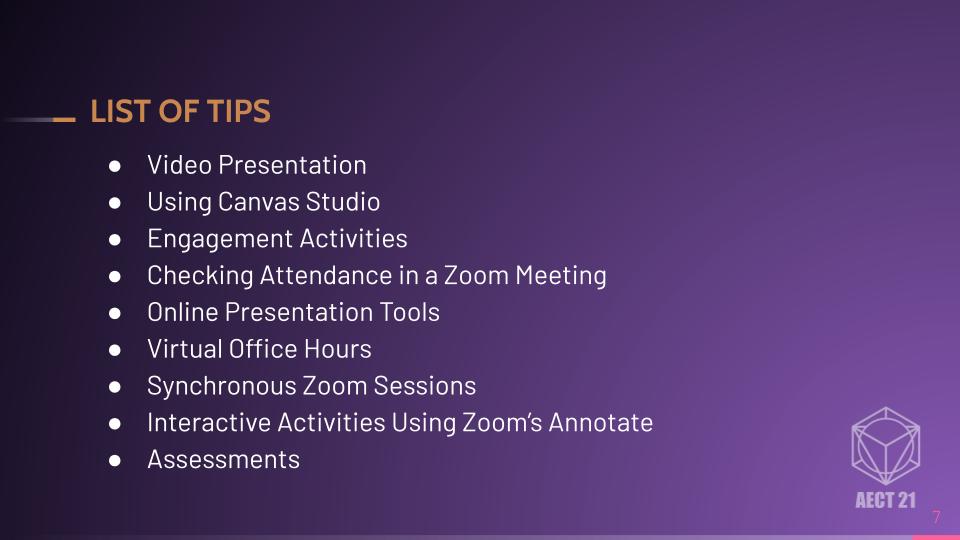 LIST OF TIPS
● Video Presentation
● Using Canvas Studio
● Engagement Activities
● Checking Attendance in a Zoom Meeting
● Online Presentation Tools
● Virtual Office Hours
● Synchronous Zoom Sessions
● Interactive Activities Using Zoom’s Annotate
● Assessments
AECT 21
7